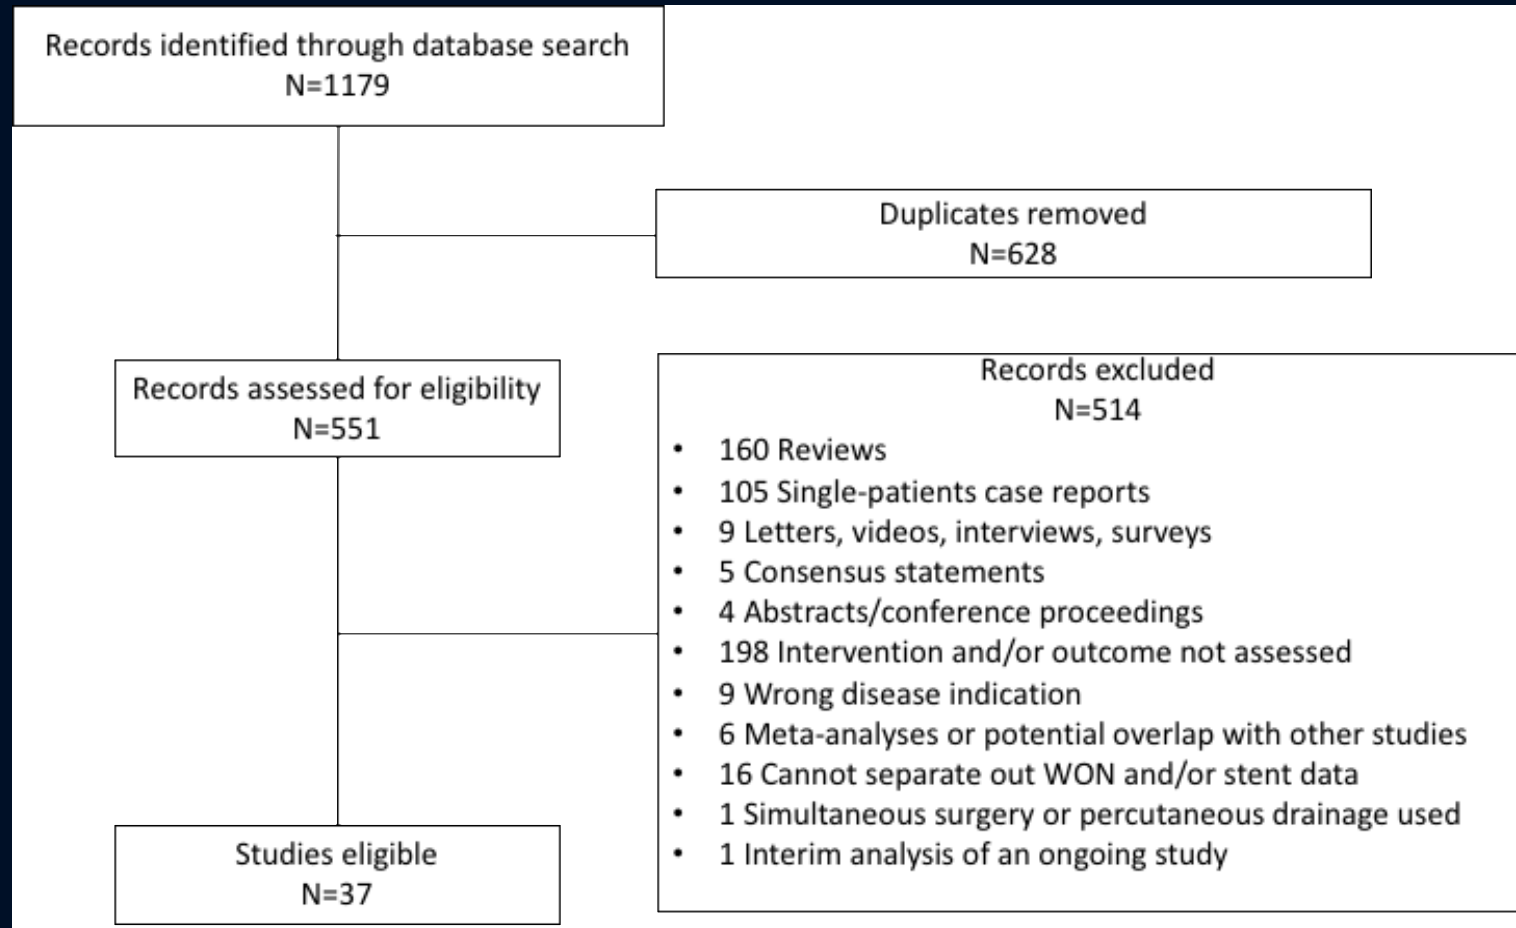 Records identified through database search
N=1179
Duplicates removed
N=628
Records assessed for eligibility
N=551
Records excluded
N=514
• 160 Reviews
• 105 Single-patients case reports
• 9 Letters, videos, interviews, surveys
• 5 Consensus statements
• 4 Abstracts/conference proceedings
• 198 Intervention and/or outcome not assessed
• 9 Wrong disease indication
• 6 Meta-analyses or potential overlap with other studies
• 16 Cannot separate out WON and/or stent data
• 1 Simultaneous surgery or percutaneous drainage used
• 1 Interim analysis of an ongoing study
Studies eligible
N=37